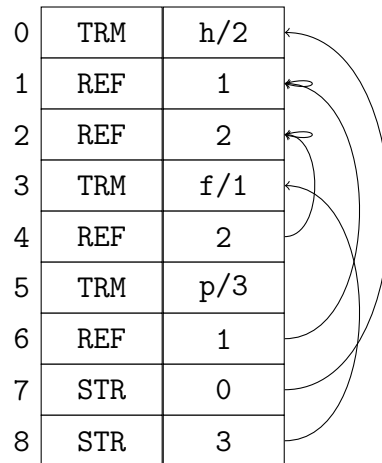 0 TRM h/2
1 REF 1
2 REF 2
3 TRM f/1
4 REF 2
5 TRM p/3
6 REF 1
7 STR 0
8 STR 3